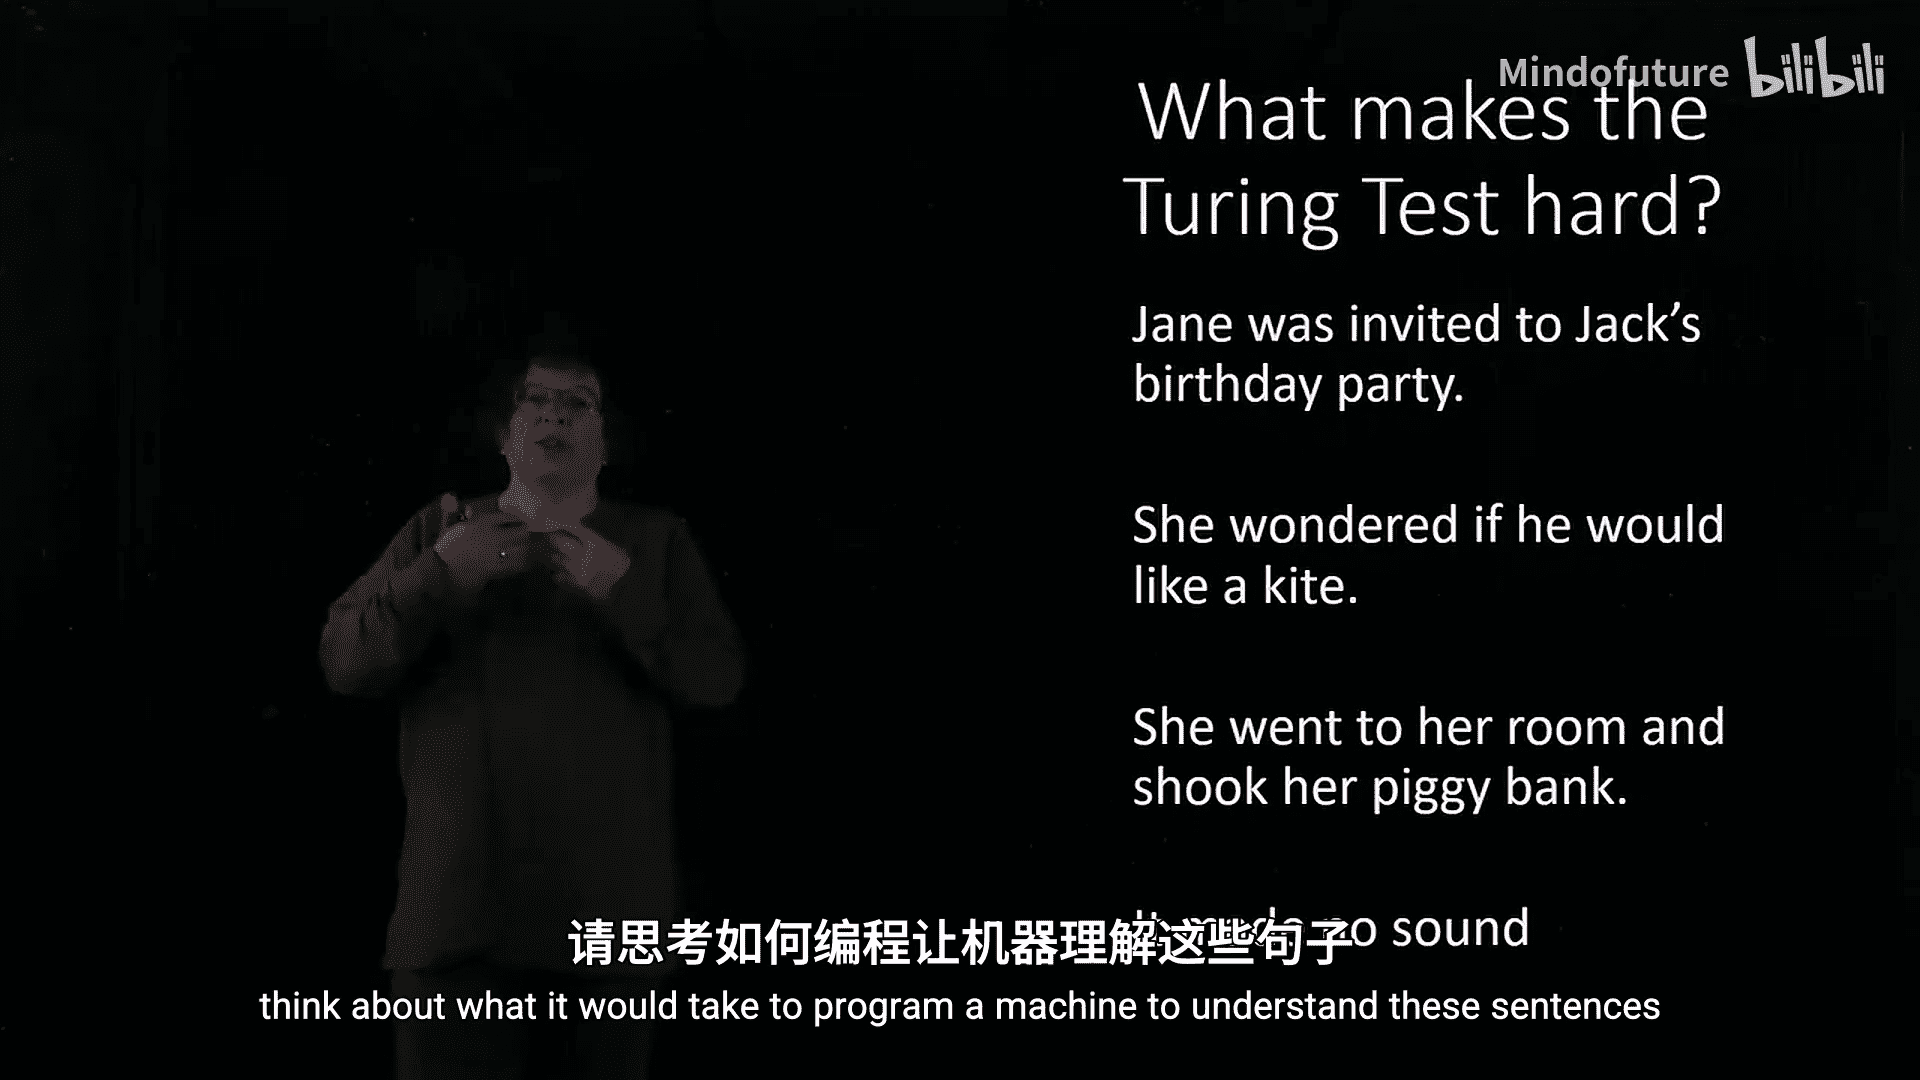 Mindofuture bilibili
What makes the
Turing Test hard?
Jane was invited to Jack’s
birthday party.
She wondered if he would
like a kite.
She went to her room and
shook her piggy bank.
no sound
请思考如何编程让机器理解这些句子
think about what it would take to program a machine to understand these sentences